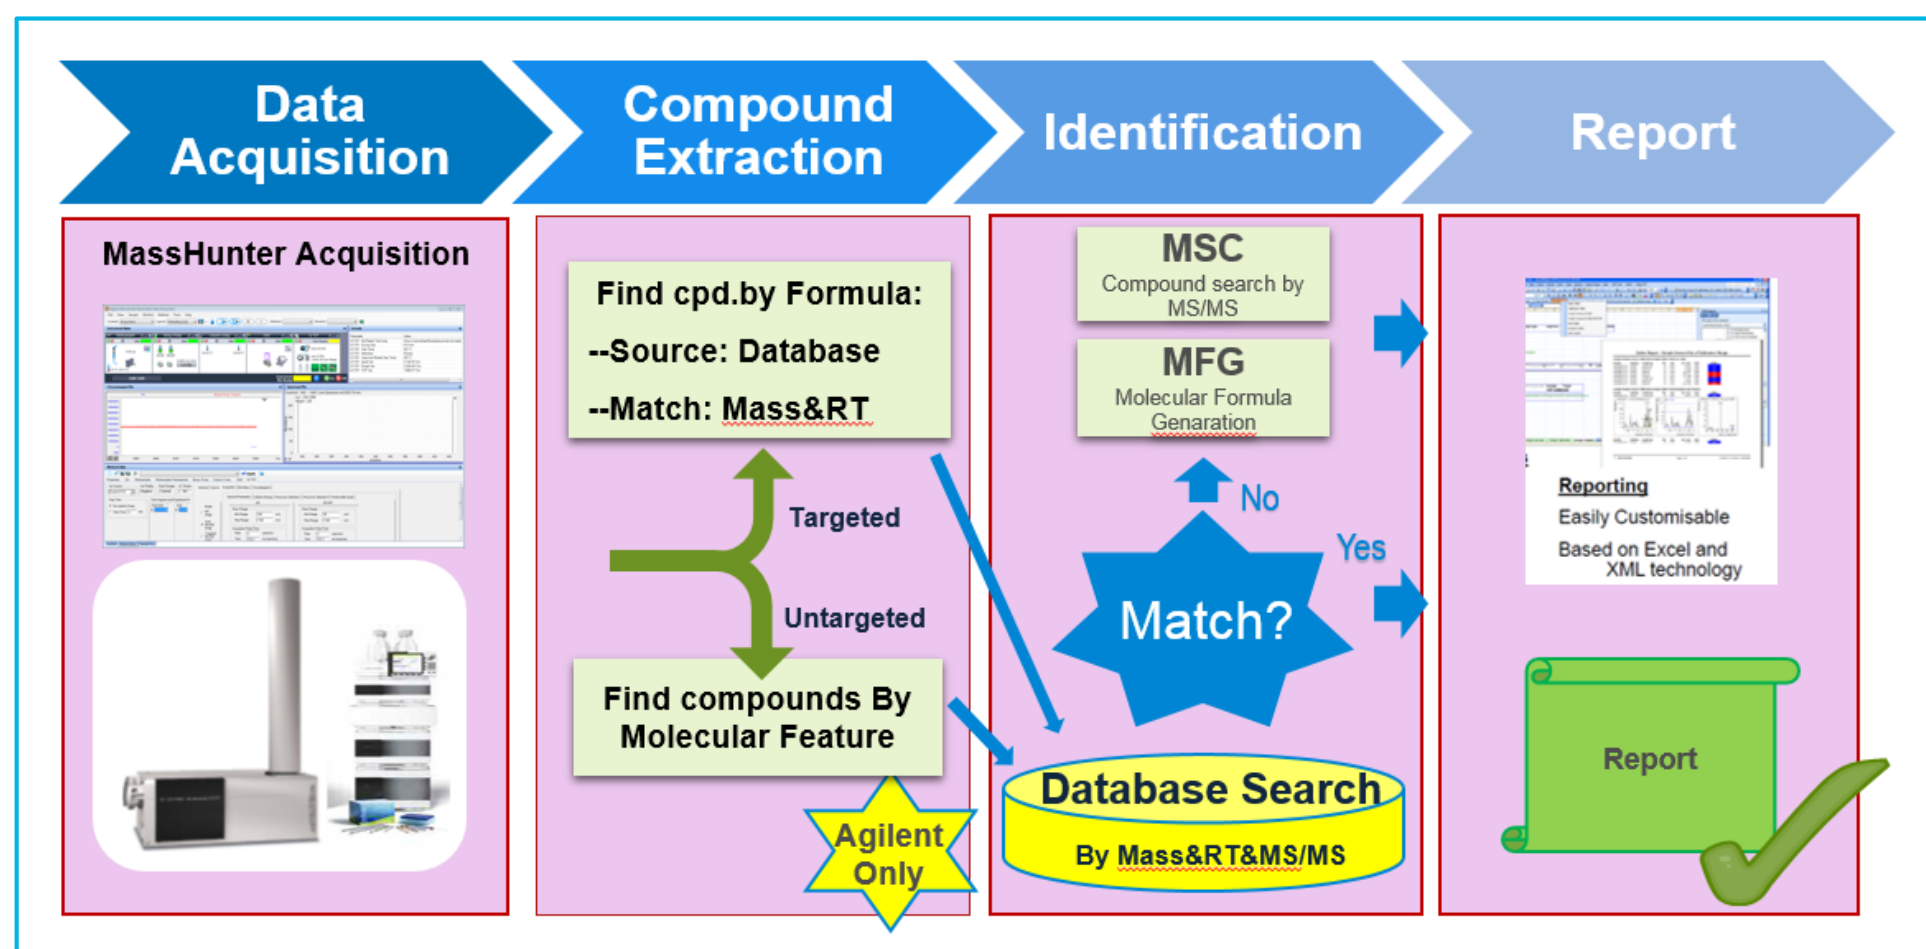 Data
Acquisition
Compound
Extraction
Identification
Report
MassHunter Acquisition
Find cpd.by Formula:
--Source: Database
--Match: Mass&RT
Targeted
Untargeted
Find compounds By
Molecular Feature
Agilent
Only
MSC
Compound search by
MS/MS
MFG
Molecular Formula
Genaration
No
Yes
Match?
Database Search
By Mass&RT&MS/MS
Reporting
Easily Customisable
Based on Excel and
XML technology
Report